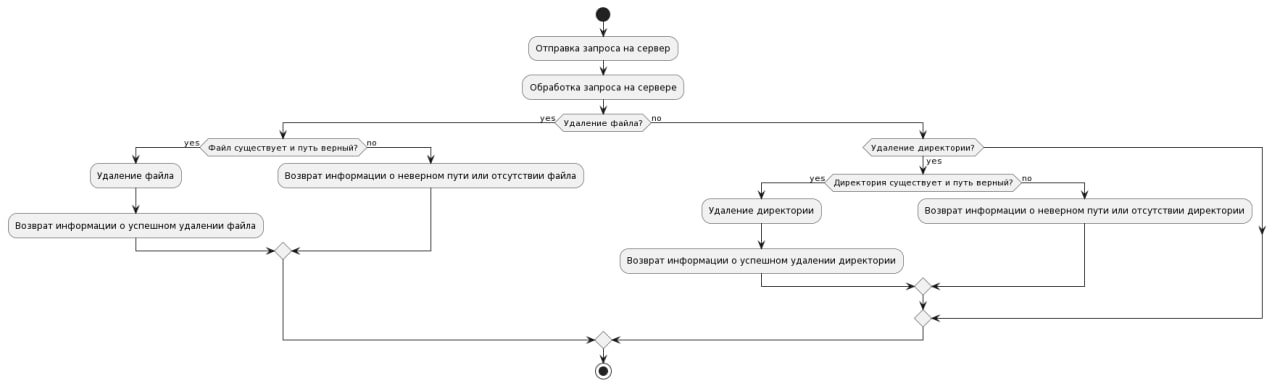 Отправка запроса на сервер
Обработка запроса на сервере
yes
Удаление файла?
no
yes
Файл существует и путь верный?
no
Удаление директории?
yes
Удаление файла
Возврат информации о неверном пути или отсутствии файла
yes
Директория существует и путь верный?
no
Возврат информации о успешном удалении файла
Удаление директории
Возврат информации о неверном пути или отсутствии директории
Возврат информации о успешном удалении директории